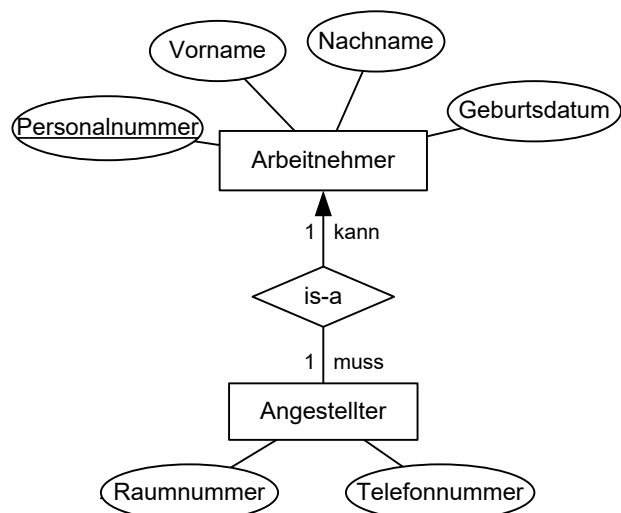 Nachname
Vorname
Geburtsdatum
Personalnummer
Arbeitnehmer
1 kann
is-a
1 muss
Angestellter
Raumnummer
Telefonnummer